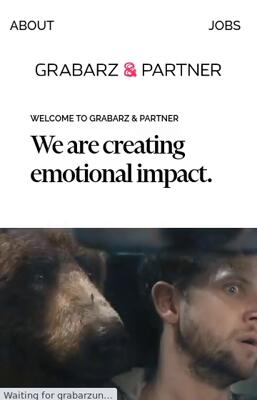 ABOUT JOBS
GRABARZ & PARTNER
WELCOME TO GRABARZ & PARTNER
We are creating
emotional impact.
Waiting for grabarzun...